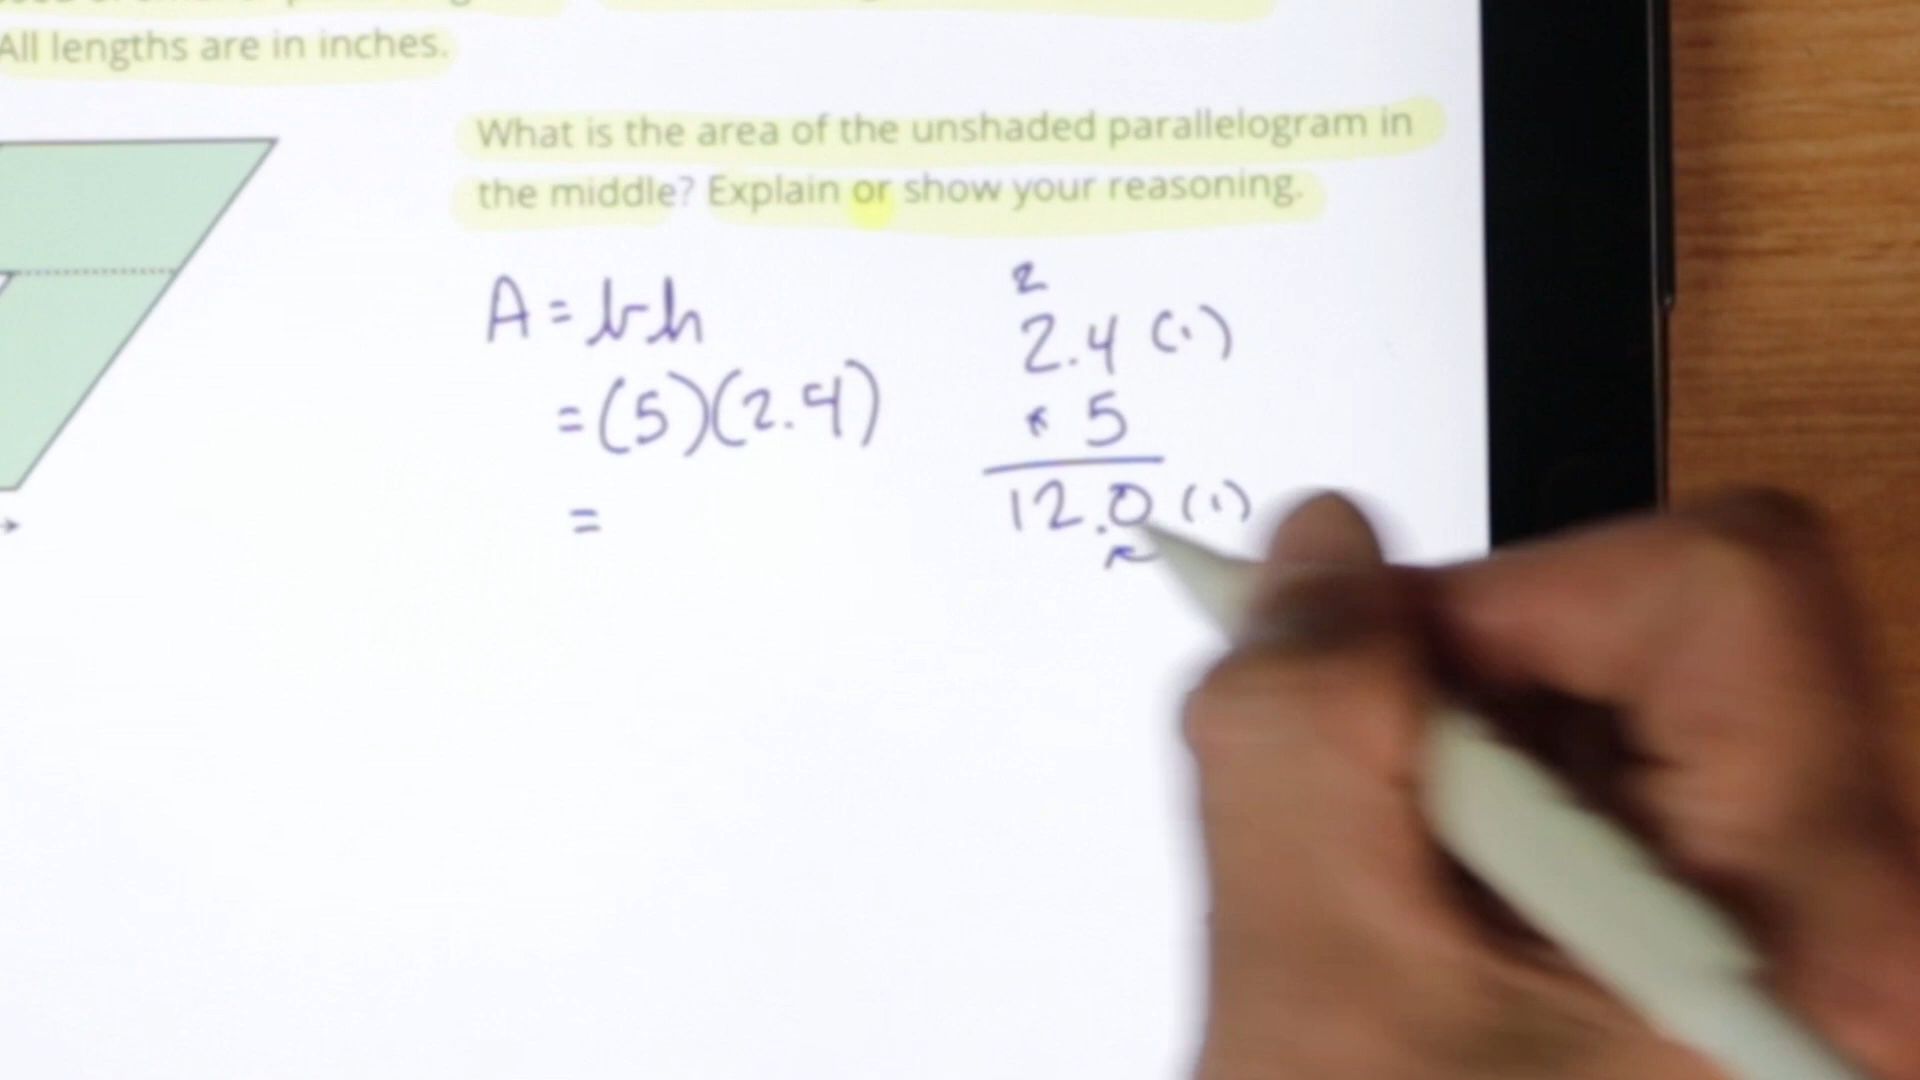 All lengths are in inches.
What is the area of the unshaded parallelogram in
the middle? Explain or show your reasoning.
A = bh
= (5)(2.4)
=
2
2.4 (1)
× 5
12.0 (1)